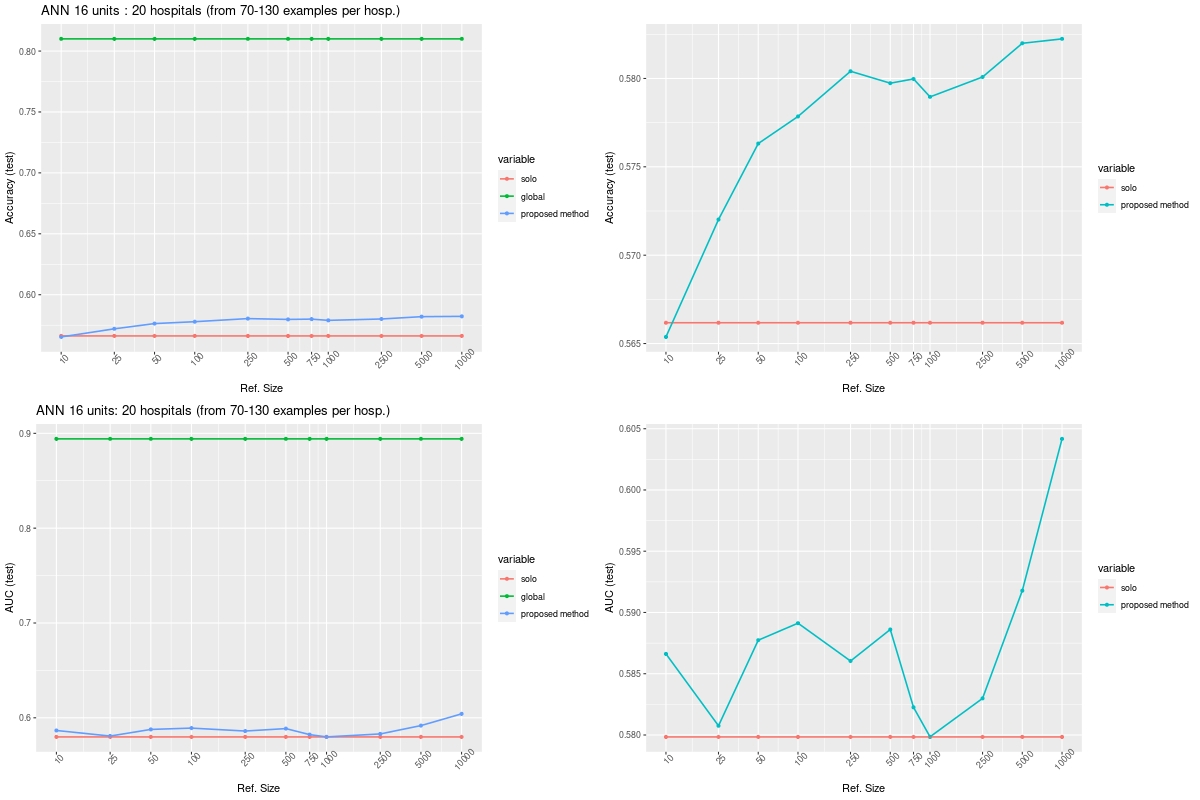 ANN 16 units : 20 hospitals (from 70-130 examples per hosp.)
Accuracy (test)
0.80
0.75
0.70
0.65
0.60
10 25 50 100 250 500 750 1000 2500 5000 10000
Ref. Size
variable
solo
global
proposed method
Accuracy (test)
0.580
0.575
0.570
0.565
10 25 50 100 250 500 750 1000 2500 5000 10000
Ref. Size
variable
solo
proposed method
ANN 16 units: 20 hospitals (from 70-130 examples per hosp.)
AUC (test)
0.9
0.8
0.7
0.6
10 25 50 100 250 500 750 1000 2500 5000 10000
Ref. Size
variable
solo
global
proposed method
AUC (test)
0.605
0.600
0.595
0.590
0.585
0.580
10 25 50 100 250 500 750 1000 2500 5000 10000
Ref. Size
variable
solo
proposed method